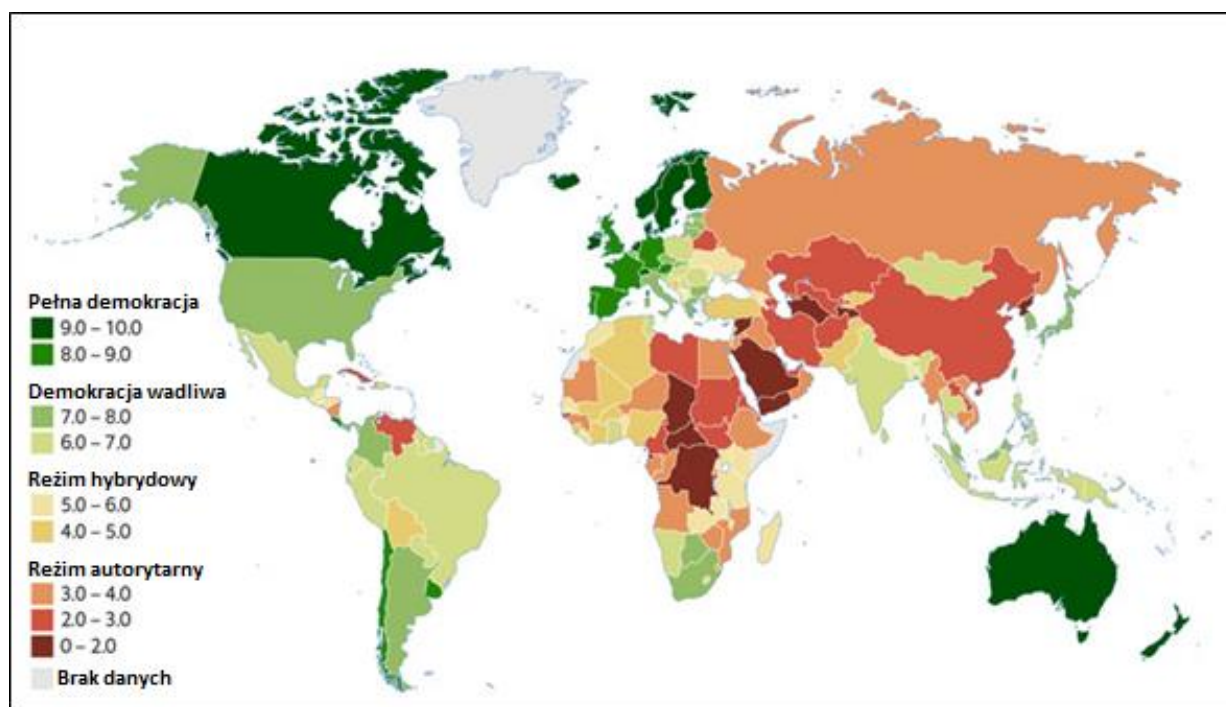 Pełna demokracja
9.0 – 10.0
8.0 – 9.0
Demokracja wadliwa
7.0 – 8.0
6.0 – 7.0
Reżim hybrydowy
5.0 – 6.0
4.0 – 5.0
Reżim autorytarny
3.0 – 4.0
2.0 – 3.0
0 – 2.0
Brak danych